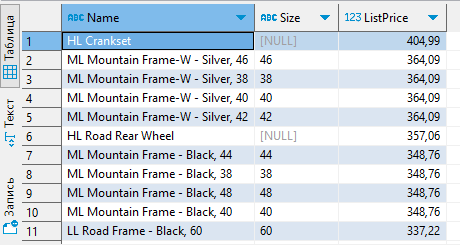 Таблица
Текст
Запись
Name Size 123 ListPrice
1 HL Crankset [NULL] 404,99
2 ML Mountain Frame-W - Silver, 46 46 364,09
3 ML Mountain Frame-W - Silver, 38 38 364,09
4 ML Mountain Frame-W - Silver, 40 40 364,09
5 ML Mountain Frame-W - Silver, 42 42 364,09
6 HL Road Rear Wheel [NULL] 357,06
7 ML Mountain Frame - Black, 44 44 348,76
8 ML Mountain Frame - Black, 38 38 348,76
9 ML Mountain Frame - Black, 48 48 348,76
10 ML Mountain Frame - Black, 40 40 348,76
11 LL Road Frame - Black, 60 60 337,22